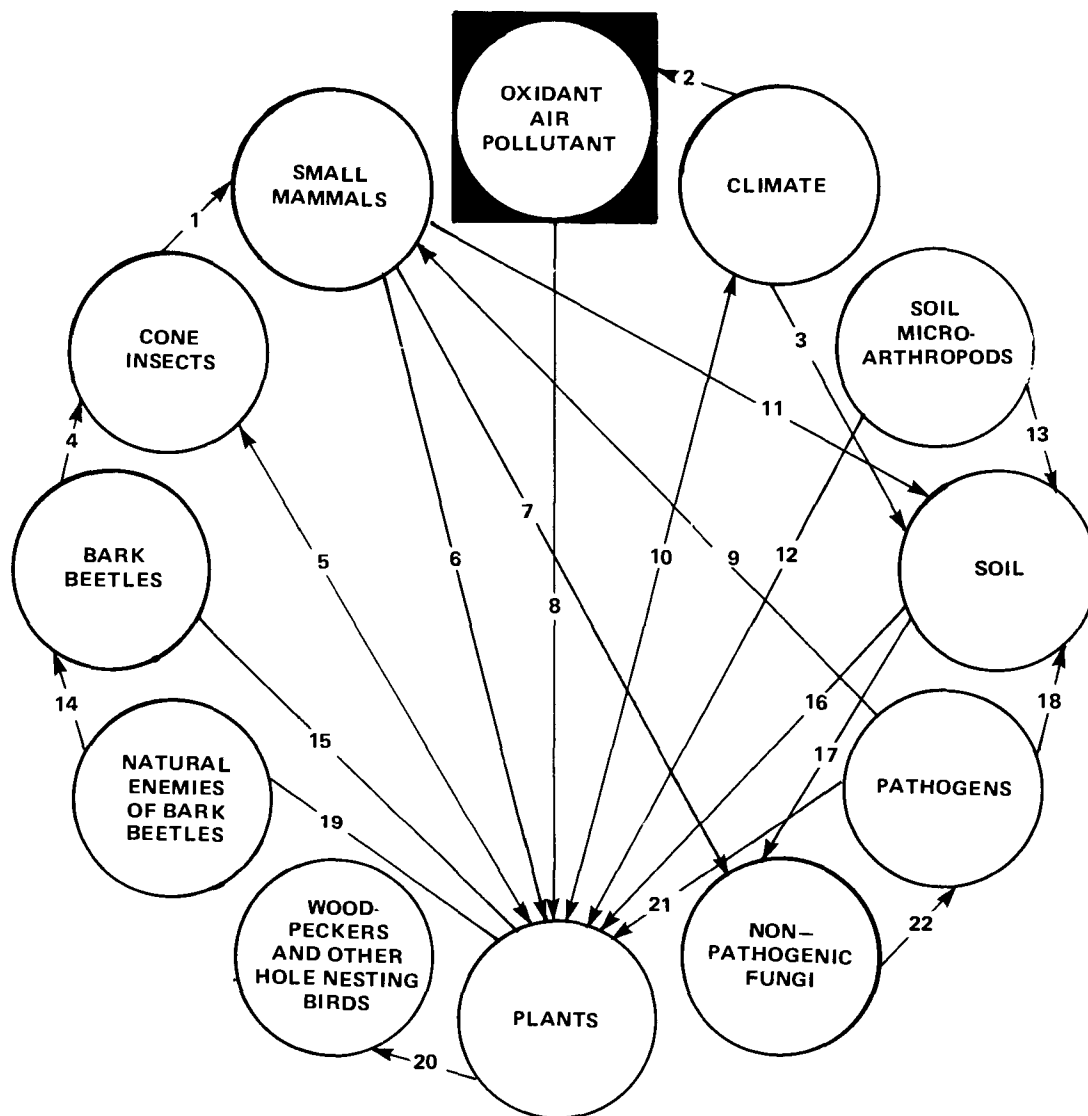 OXIDANT
AIR
POLLUTANT
2
CLIMATE
SMALL
MAMMALS
1
CONE
INSECTS
SOIL
MICRO-
ARTHROPODS
3
4
11
13
BARK
BEETLES
5
6
7
8
10
9
12
SOIL
14
15
16
17
18
NATURAL
ENEMIES
OF BARK
BEETLES
19
PATHOGENS
WOOD-
PECKERS
AND OTHER
HOLE NESTING
BIRDS
21
NON–
PATHOGENIC
FUNGI
22
PLANTS
20